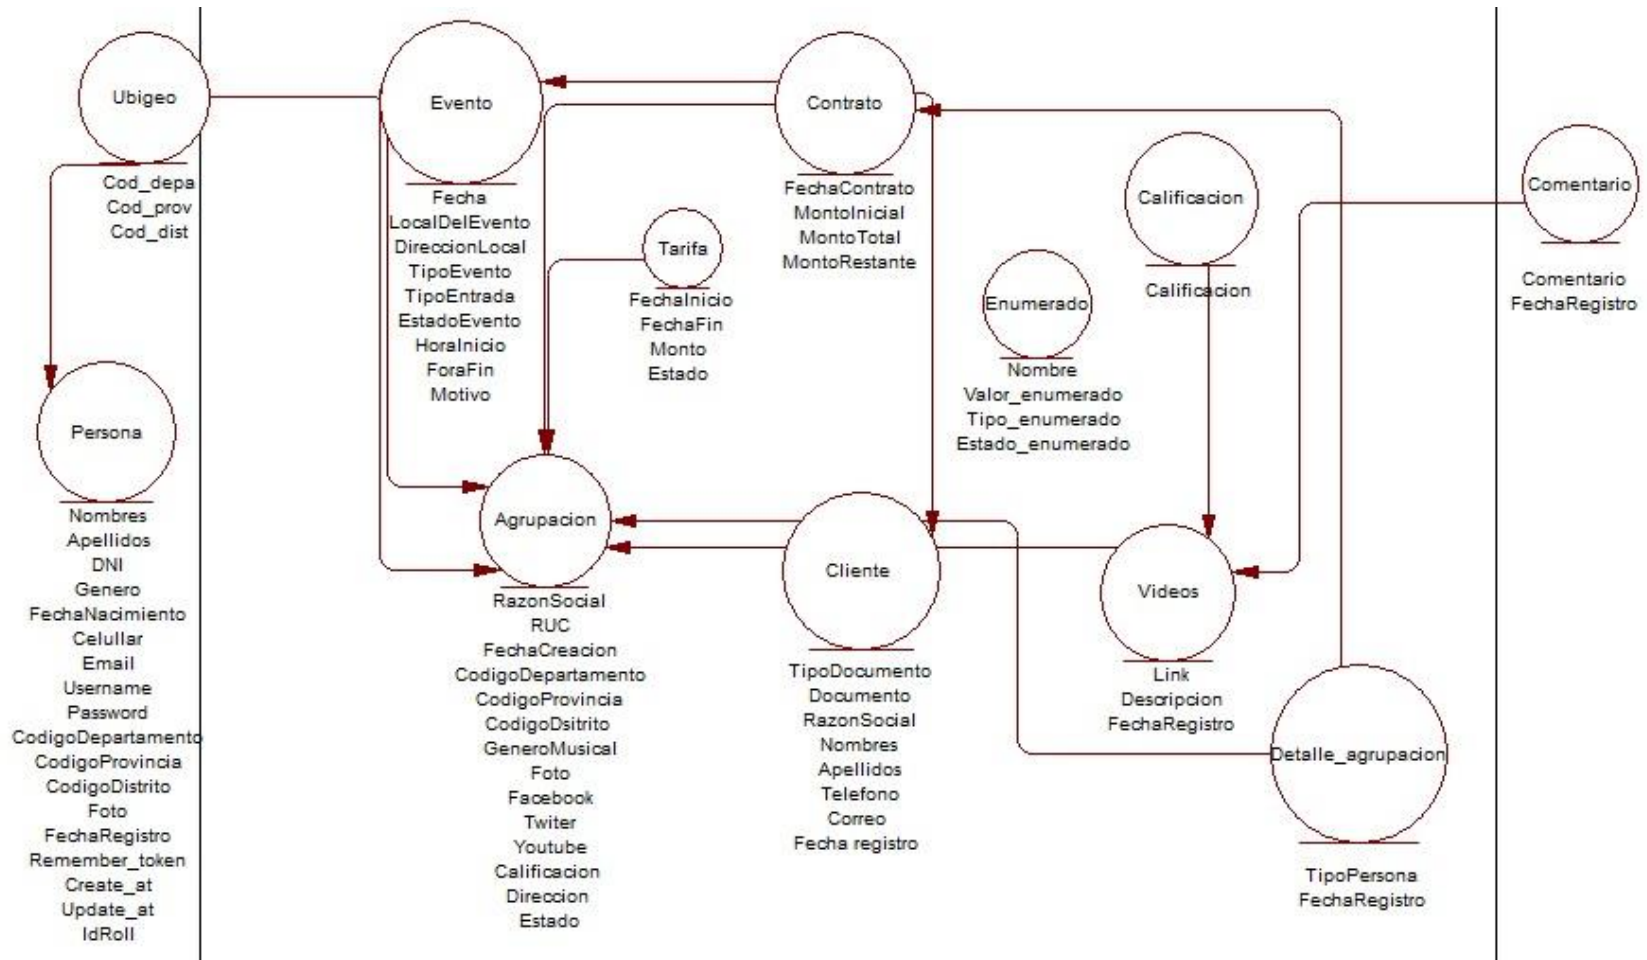 Ubigeo
Cod_depa
Cod_prov
Cod_dist
Persona
Nombres
Apellidos
DNI
Genero
FechaNacimiento
Celullar
Email
Username
Password
CodigoDepartamento
CodigoProvincia
CodigoDistrito
Foto
FechaRegistro
Remember_token
Create_at
Update_at
IdRoll
Evento
Fecha
LocalDelEvento
DireccionLocal
TipoEvento
TipoEntrada
EstadoEvento
HoraInicio
ForaFin
Motivo
Tarifa
FechaInicio
FechaFin
Monto
Estado
Agrupacion
RazonSocial
RUC
FechaCreacion
CodigoDepartamento
CodigoProvincia
CodigoDsitrito
GeneroMusical
Foto
Facebook
Twiter
Youtube
Calificacion
Direccion
Estado
Contrato
FechaContrato
MontoInicial
MontoTotal
MontoRestante
Cliente
TipoDocumento
Documento
RazonSocial
Nombres
Apellidos
Telefono
Correo
Fecha registro
Enumerado
Nombre
Valor_enumerado
Tipo_enumerado
Estado_enumerado
Calificacion
Calificacion
Videos
Link
Descripcion
FechaRegistro
Detalle_agrupacion
TipoPersona
FechaRegistro
Comentario
Comentario
FechaRegistro